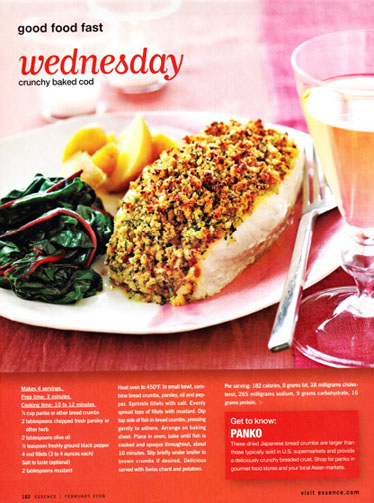 good food fast
wednesday
crunchy baked cod
Makes 4 servings.
Prep time: 3 minutes.
Cooking time: 10 to 12 minutes.
cup panko or other bread crumbs
2 tablespoons chopped fresh parsley or
other herb
2 tablespoons olive oil
½ teaspoon freshly ground black pepper
4 cod fillets (3 to 4 ounces each)
Salt to taste (optional)
2 tablespoons mustard
Heat oven to 450°F. In small bowl, com-
bine bread crumbs, parsley, oil and pep-
per. Sprinkle fillets with salt. Evenly
spread tops of fillets with mustard. Dip
top side of fish in bread crumbs, pressing
gently to adhere. Arrange on baking
sheet. Place in oven; bake until fish is
cooked and opaque throughout, about
10 minutes. Slip briefly under broiler to
brown crumbs if desired. Delicious
served with Swiss chard and potatoes.
Per serving: 182 calories, 8 grams fat, 38 milligrams choles-
terol, 265 milligrams sodium, 9 grams carbohydrate, 16
grams protein.
Get to know:
PANKO
These dried Japanese bread crumbs are larger than
those typically sold in U.S. supermarkets and provide
a deliciously crunchy breaded crust. Shop for panko in
gourmet food stores and your local Asian markets.
182 ESSENCE | FEBRUARY 2008
visit essence.com